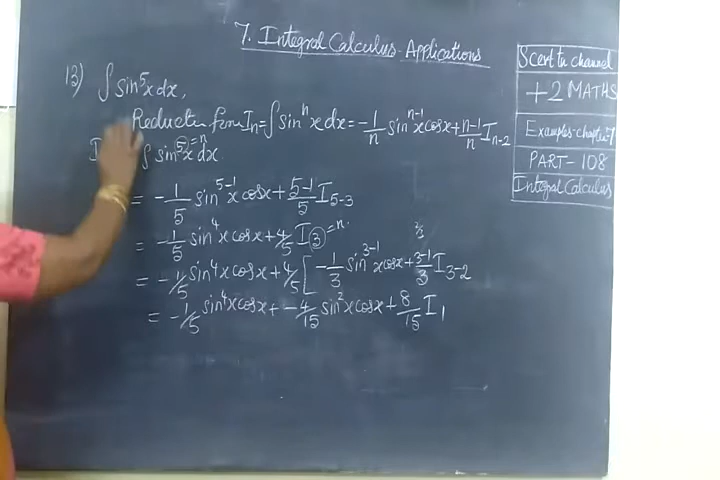 7. Integral Calculus-Applications
13) ∫ sin⁵x dx,
Reduction form Iₙ = ∫ sinⁿ x dx = -1/n sinⁿ⁻¹x cosx + n-1/n Iₙ₋₂
I ∫ sin⁵x dx ⑤=n
= -1/5 sin⁵⁻¹x cosx + 5-1/5 I₅₋₃
= -1/5 sin⁴x cosx + 4/5 I③=n
= -1/5 sin⁴x cosx + 4/5 [ -1/3 sin³⁻¹x cosx + 3-1/3 I₃₋₂ 2/3
= -1/5 sin⁴x cosx + -4/15 sin²x cosx + 8/15 I₁
Scert tn channel
+2 MATHS
Examples-chapter-7
PART-108
Integral Calculus